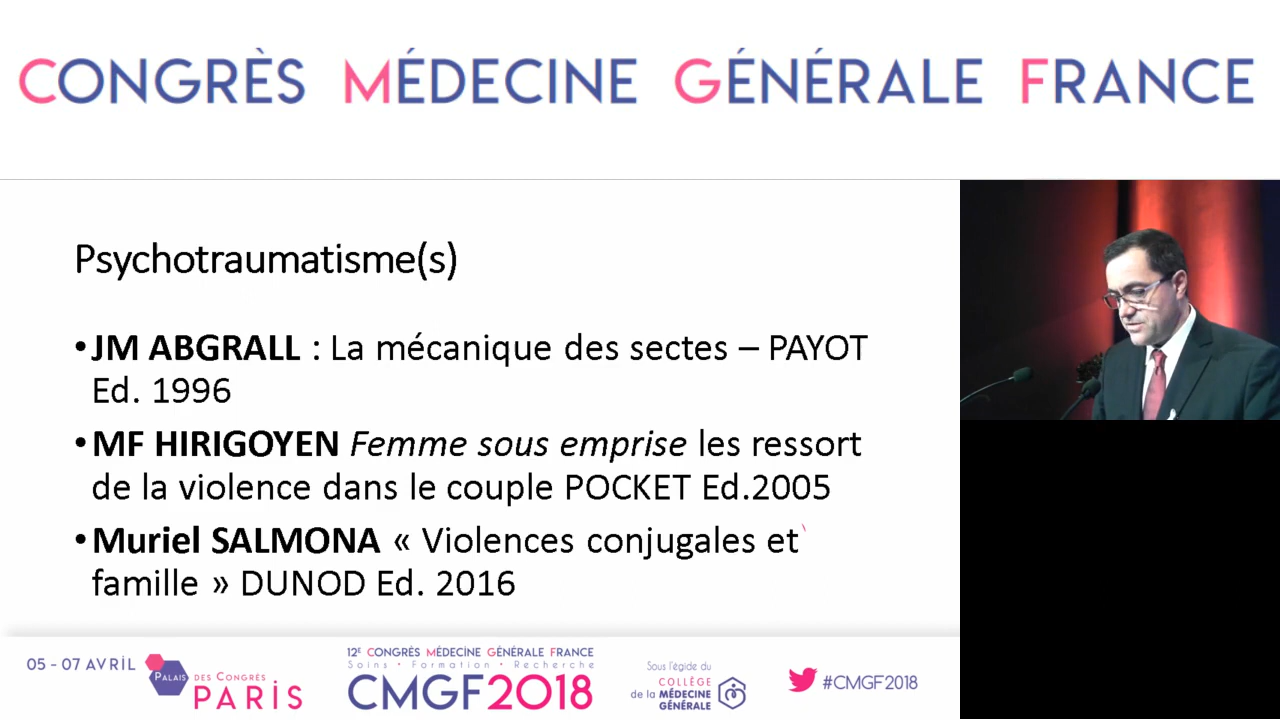 CONGRÈS MÉDECINE GÉNÉRALE FRANCE
Psychotraumatisme(s)
•JM ABGRALL : La mécanique des sectes – PAYOT
Ed. 1996
•MF HIRIGOYEN Femme sous emprise les ressort
de la violence dans le couple POCKET Ed.2005
•Muriel SALMONA « Violences conjugales et
famille » DUNOD Ed. 2016
05 - 07 AVRIL
PALAIS
DES CONGRÈS
PARIS
12E CONGRÈS MÉDECINE GÉNÉRALE FRANCE
Soins • Formation • Recherche
CMGF2018
Sous l'égide du
COLLÈGE
de la MÉDECINE
GÉNÉRALE
#CMGF2018